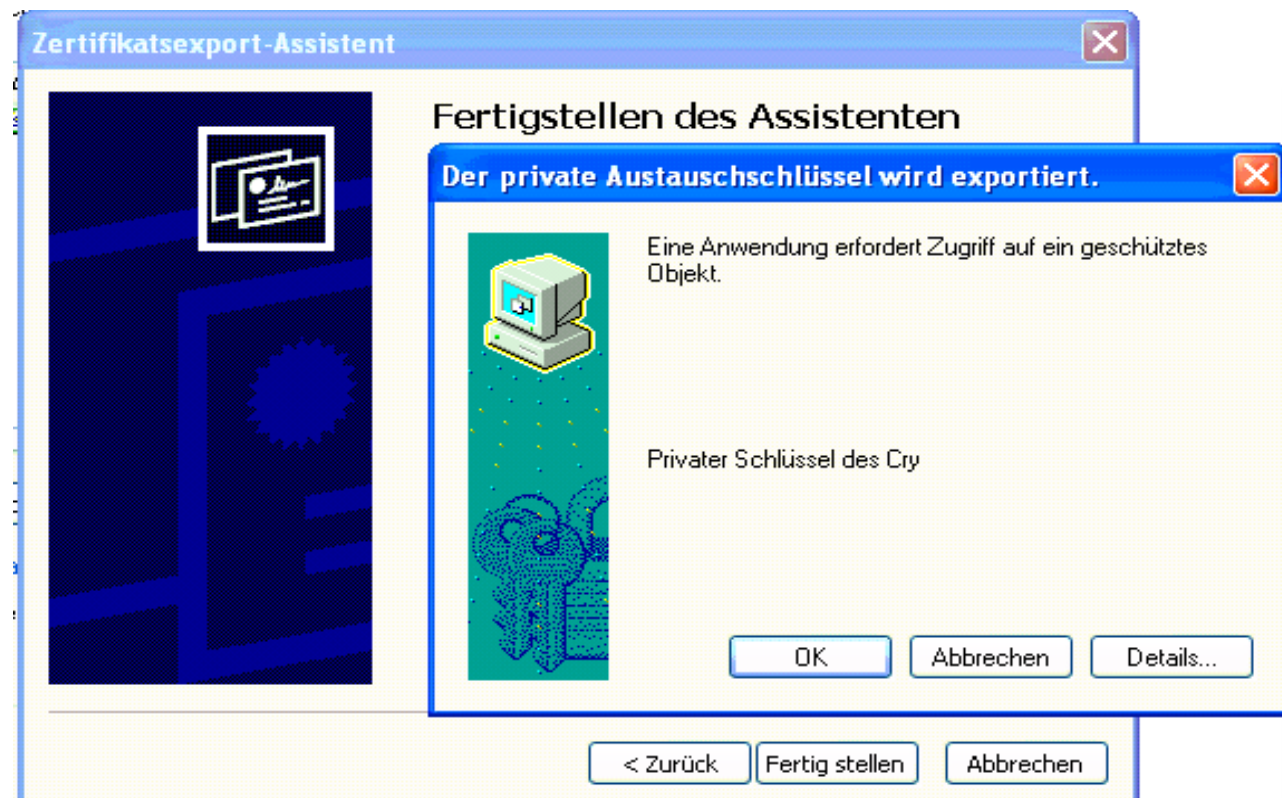 Zertifikatsexport-Assistent
Fertigstellen des Assistenten
Der private Austauschschlüssel wird exportiert.
Eine Anwendung erfordert Zugriff auf ein geschütztes
Objekt.
Privater Schlüssel des Cry
OK
Abbrechen
Details...
< Zurück
Fertig stellen
Abbrechen